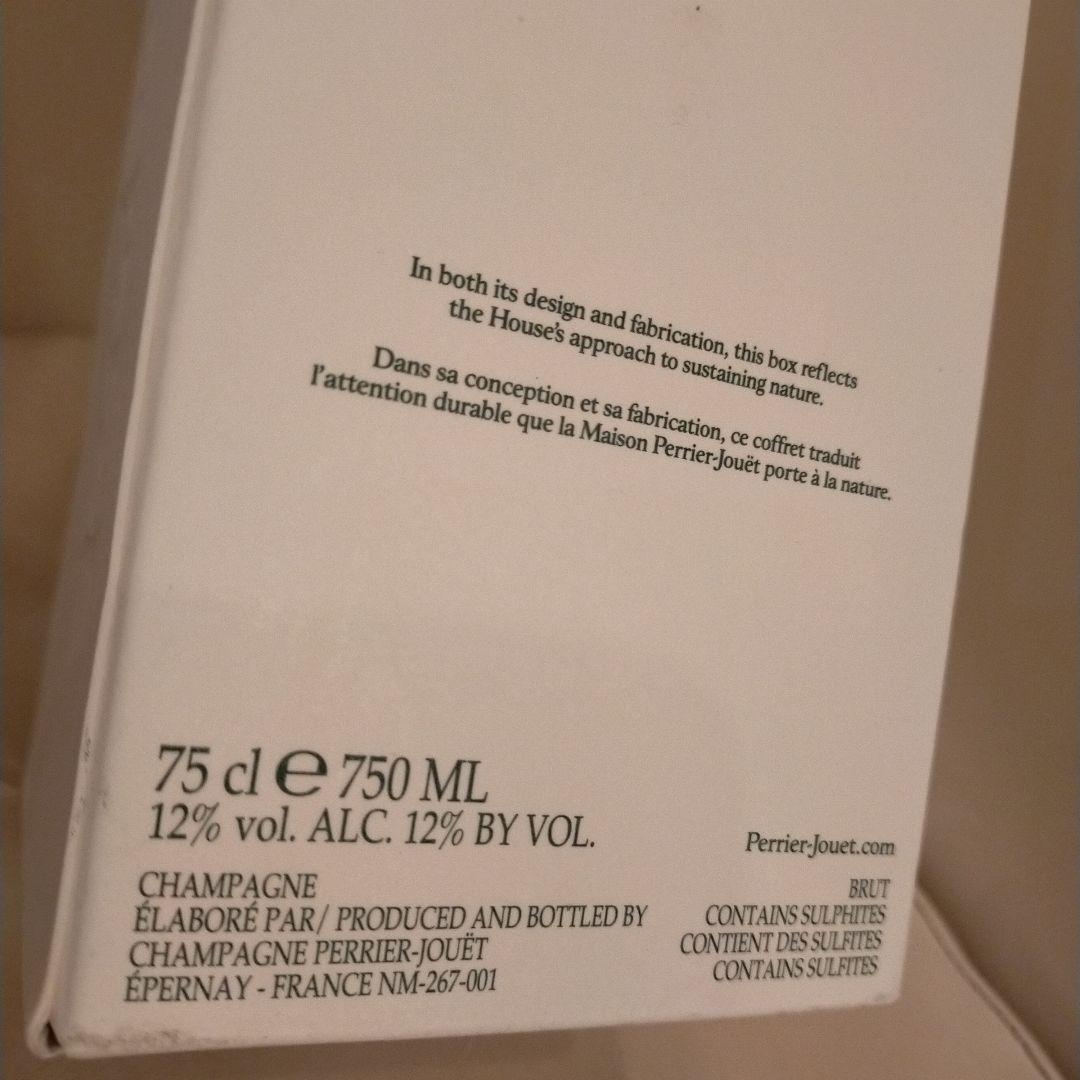 In both its design and fabrication, this box reflects
the House's approach to sustaining nature.
Dans sa conception et sa fabrication, ce coffret traduit
l'attention durable que la Maison Perrier-Jouët porte à la nature.
75 cl ℮ 750 ML
12% vol. ALC. 12% BY VOL.
CHAMPAGNE
ÉLABORÉ PAR/ PRODUCED AND BOTTLED BY
CHAMPAGNE PERRIER-JOUËT
ÉPERNAY - FRANCE NM-267-001
Perrier-Jouet.com
BRUT
CONTAINS SULPHITES
CONTIENT DES SULFITES
CONTAINS SULFITES